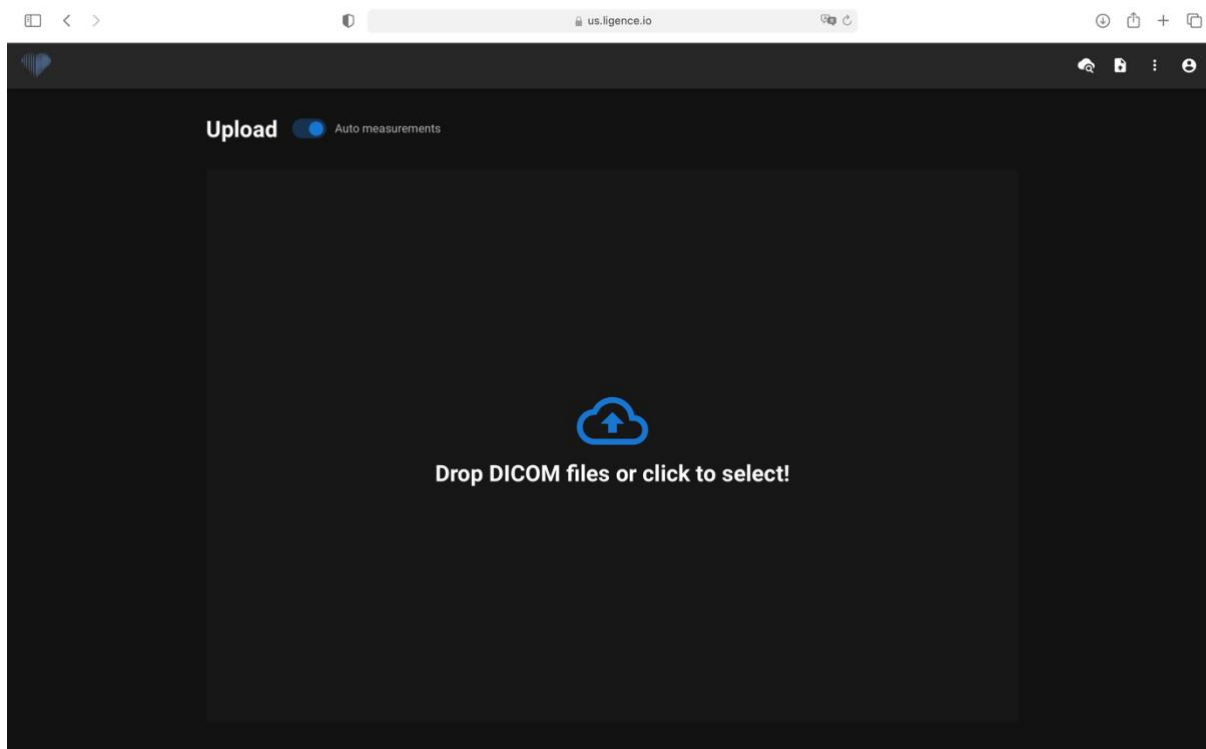 us.ligence.io
Upload Auto measurements
Drop DICOM files or click to select!